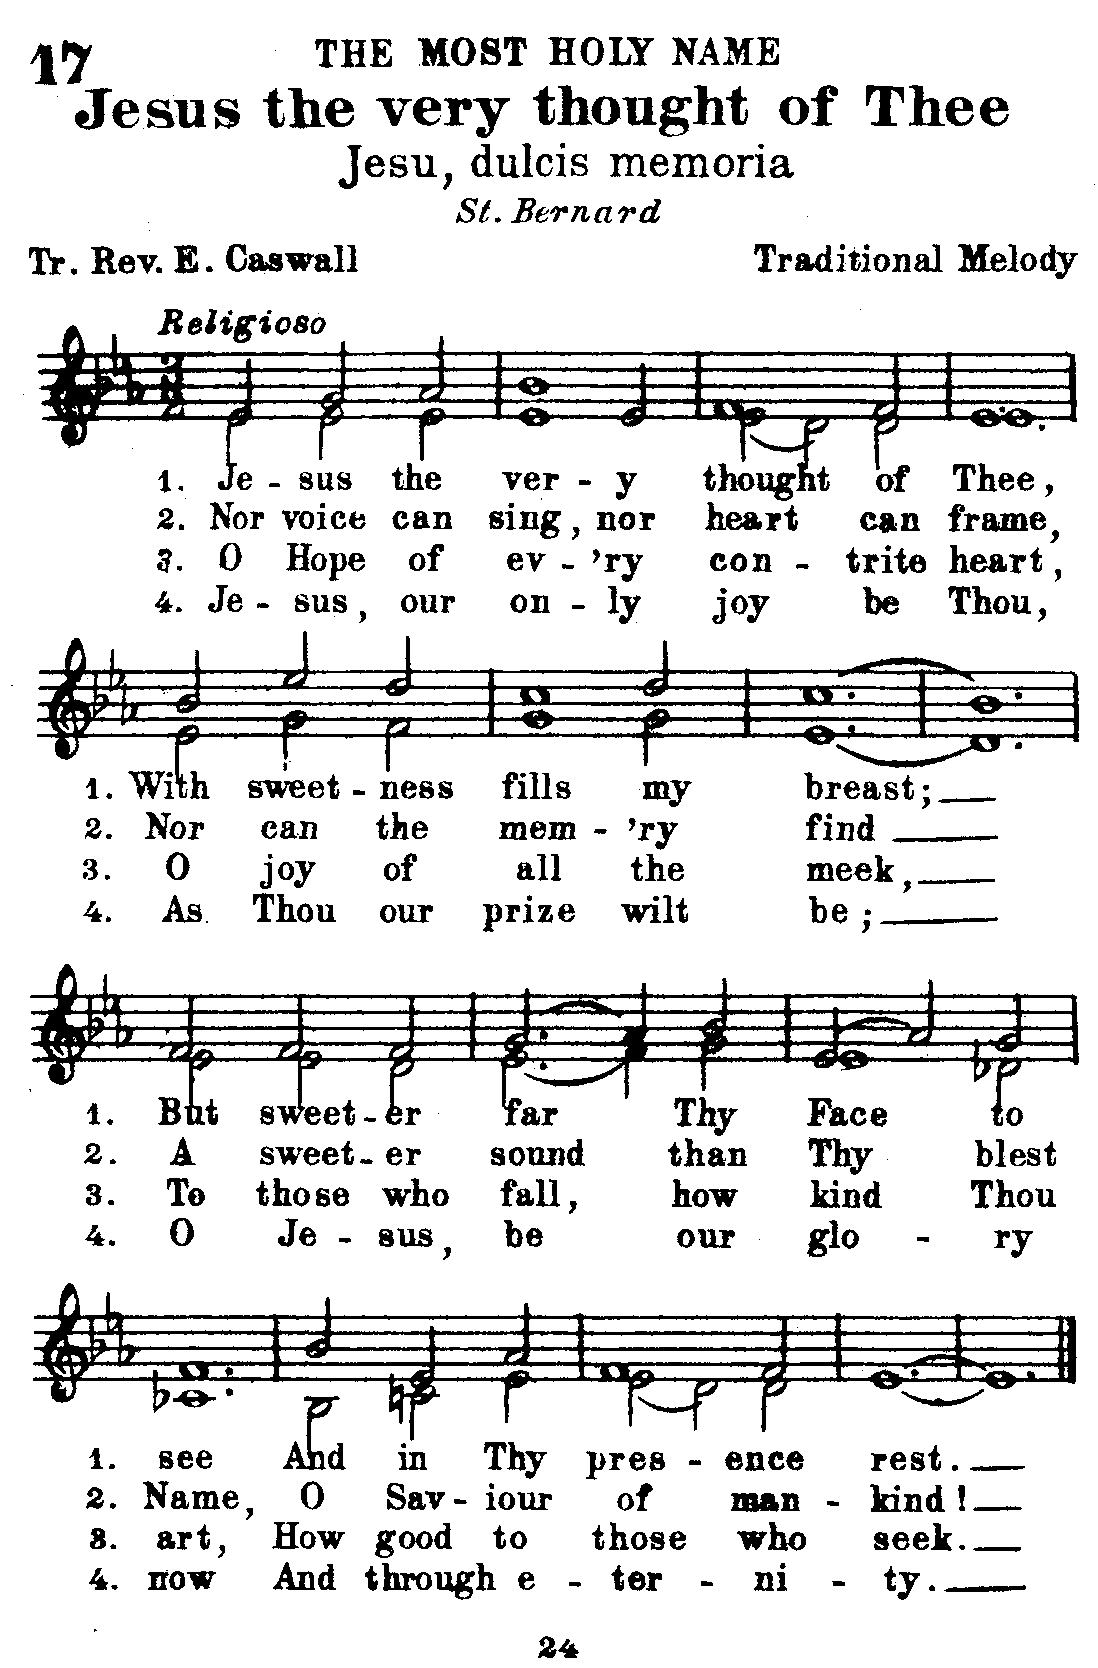 17
THE MOST HOLY NAME
Jesus the very thought of Thee
Jesu, dulcis memoria
St. Bernard
Tr. Rev. E. Caswall Traditional Melody
Religioso
1. Je - sus the ver - y thought of Thee,
2. Nor voice can sing, nor heart can frame,
3. O Hope of ev - 'ry con - trite heart,
4. Je - sus, our on - ly joy be Thou,
1. With sweet - ness fills my breast;
2. Nor can the mem - 'ry find
3. O joy of all the meek,
4. As Thou our prize wilt be;
1. But sweet - er far Thy Face to
2. A sweet - er sound than Thy blest
3. To those who fall, how kind Thou
4. O Je - sus, be our glo - ry
1. see And in Thy pres - ence rest.
2. Name, O Sav - iour of man - kind!
3. art, How good to those who seek.
4. now And through e - ter - ni - ty.
24